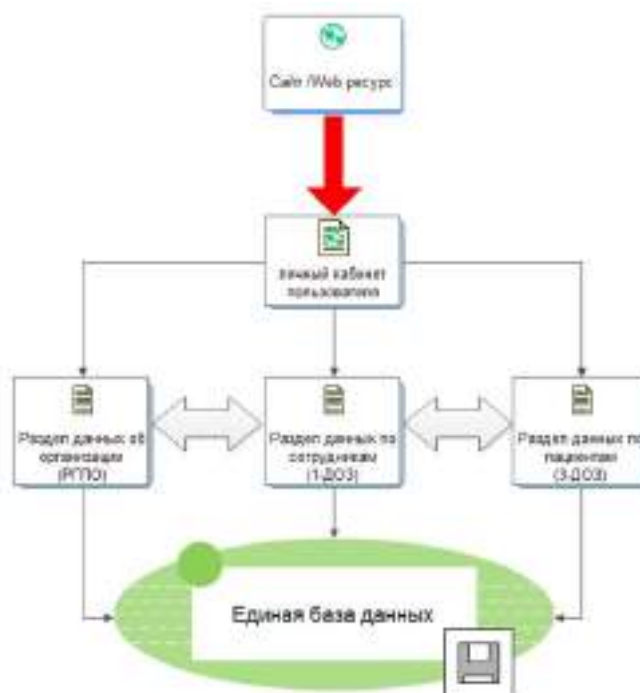 Сайт /Web ресурс
личный кабинет
пользователя
Раздел данных об
организации
(РГПО)
Раздел данных по
сотрудникам
(1-ДОЗ)
Раздел данных по
пациентам
(3-ДОЗ)
Единая база данных